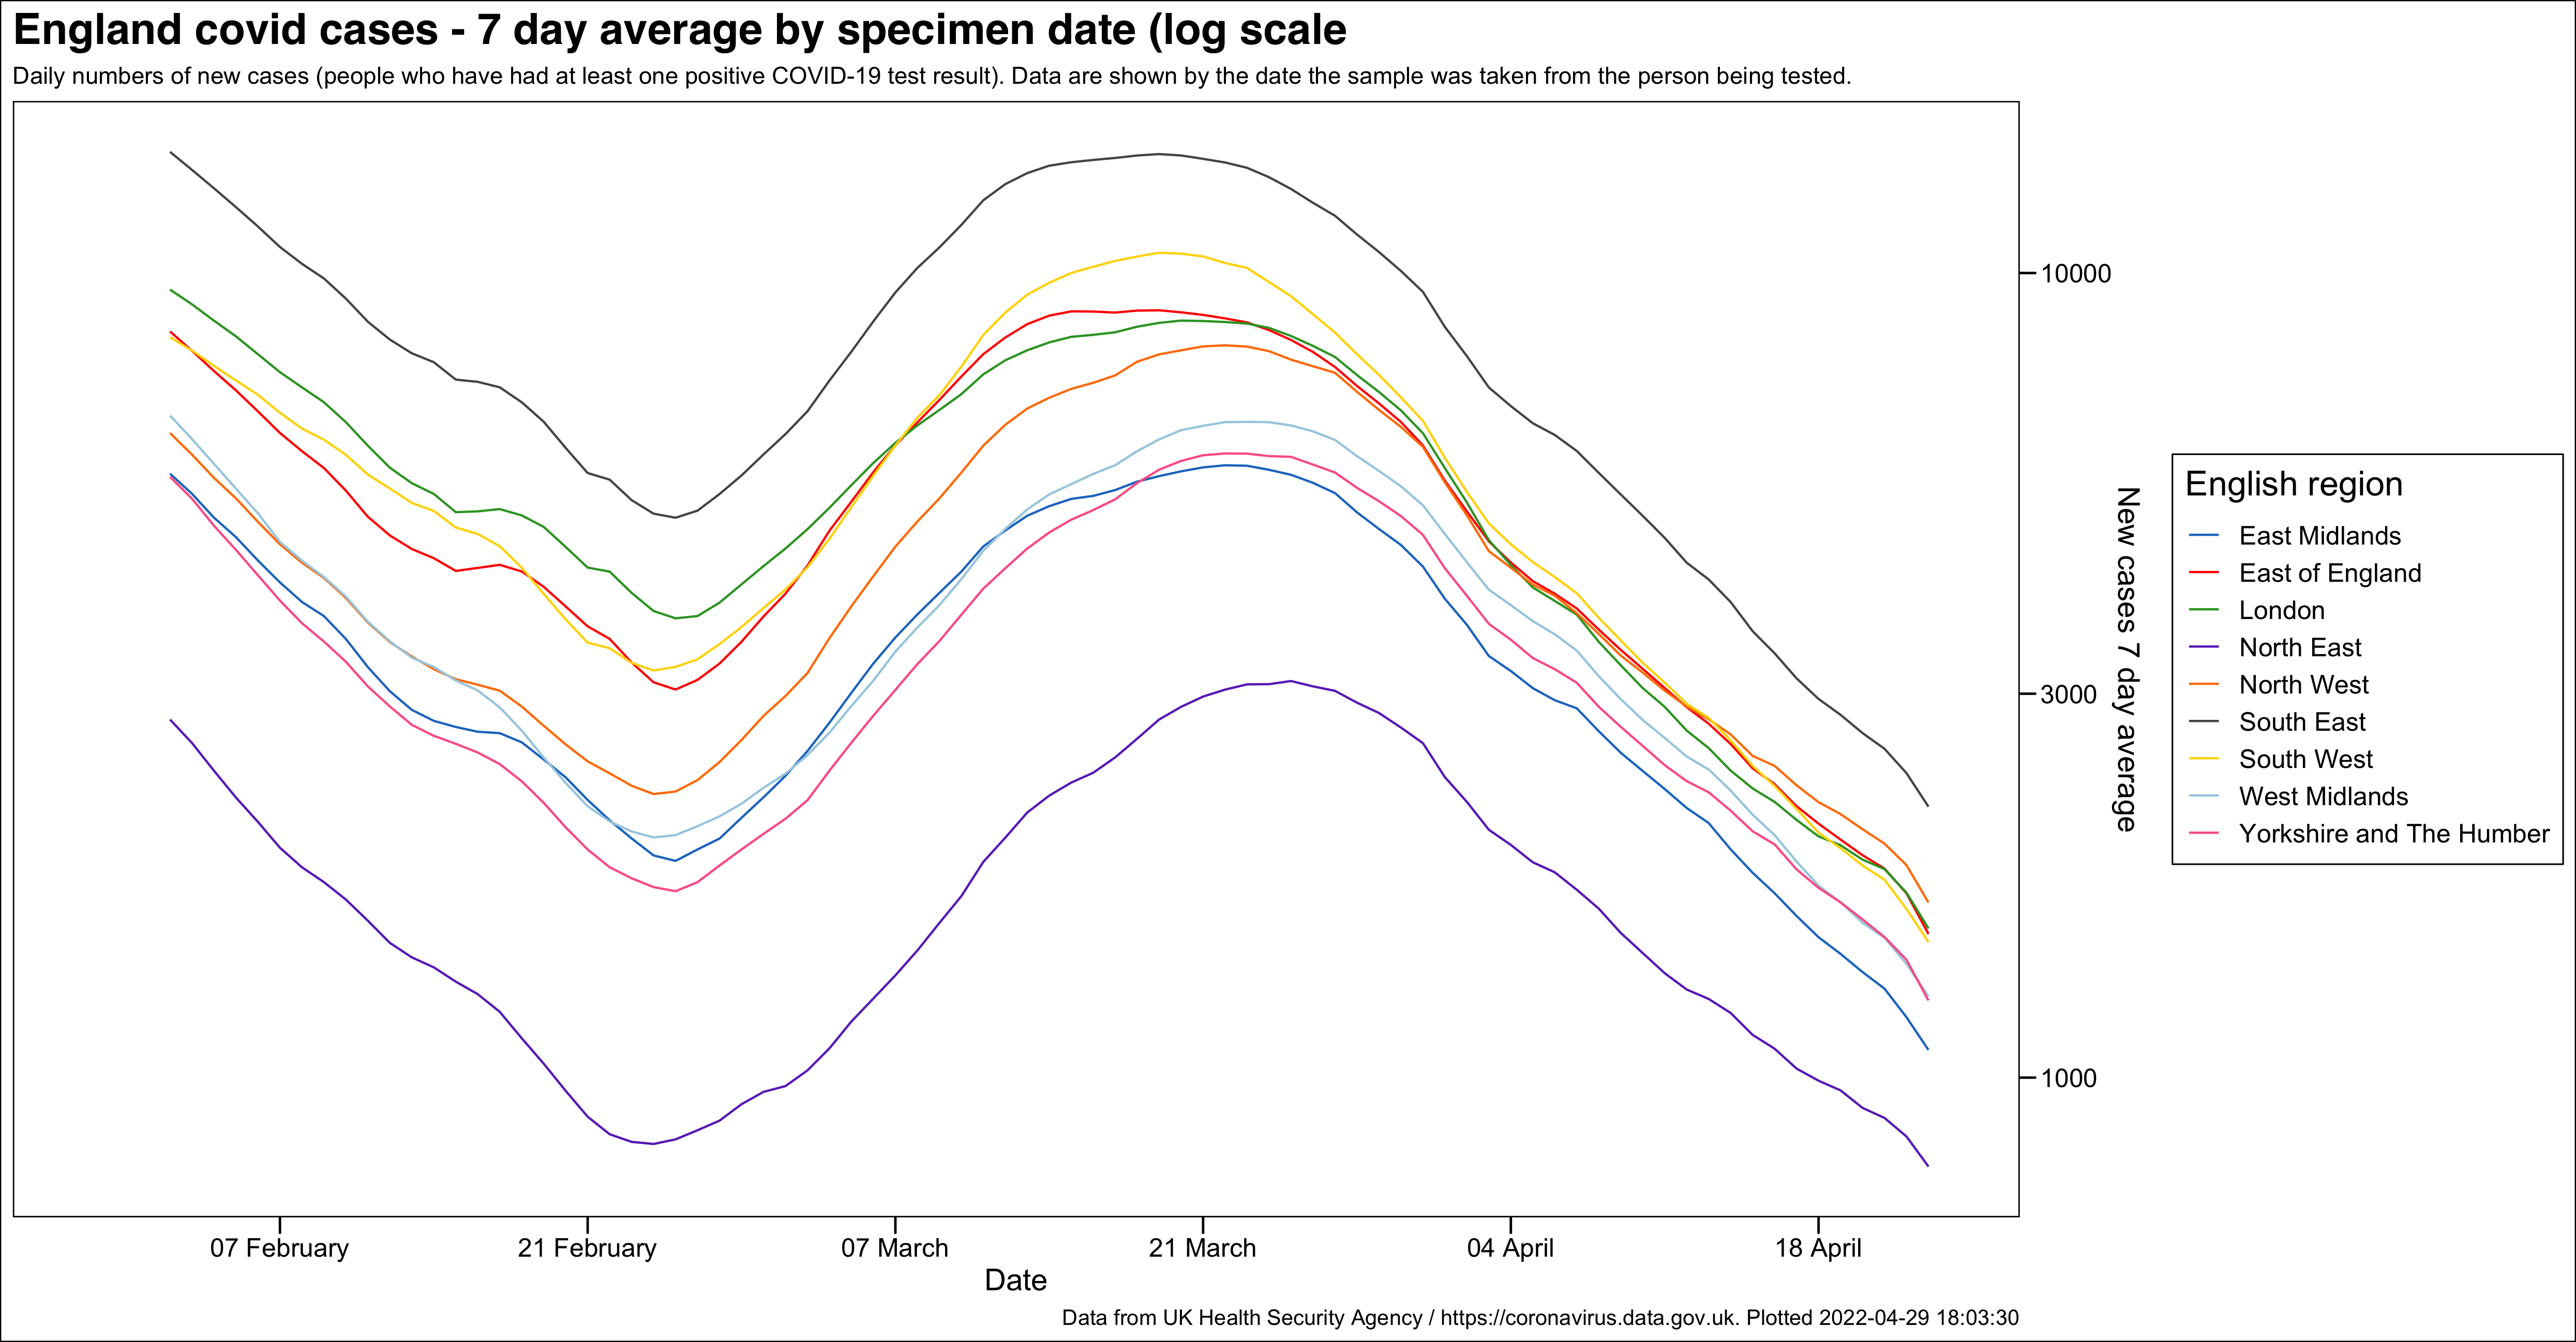 England covid cases - 7 day average by specimen date (log scale
Daily numbers of new cases (people who have had at least one positive COVID-19 test result). Data are shown by the date the sample was taken from the person being tested.
10000
3000
1000
New cases 7 day average
English region
East Midlands
East of England
London
North East
North West
South East
South West
West Midlands
Yorkshire and The Humber
07 February
21 February
07 March
21 March
04 April
18 April
Date
Data from UK Health Security Agency / https://coronavirus.data.gov.uk. Plotted 2022-04-29 18:03:30